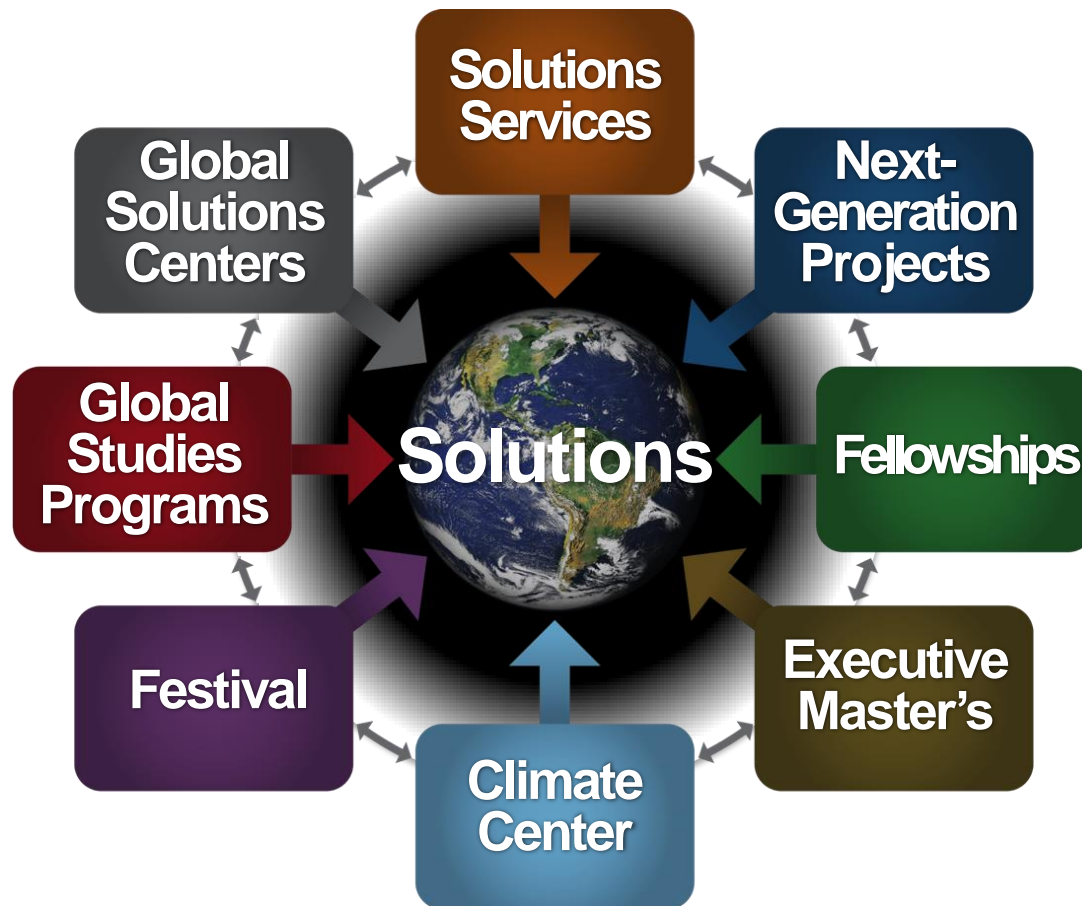 Solutions
Services
Next-
Generation
Projects
Fellowships
Executive
Master's
Climate
Center
Festival
Global
Studies
Programs
Global
Solutions
Centers
Solutions